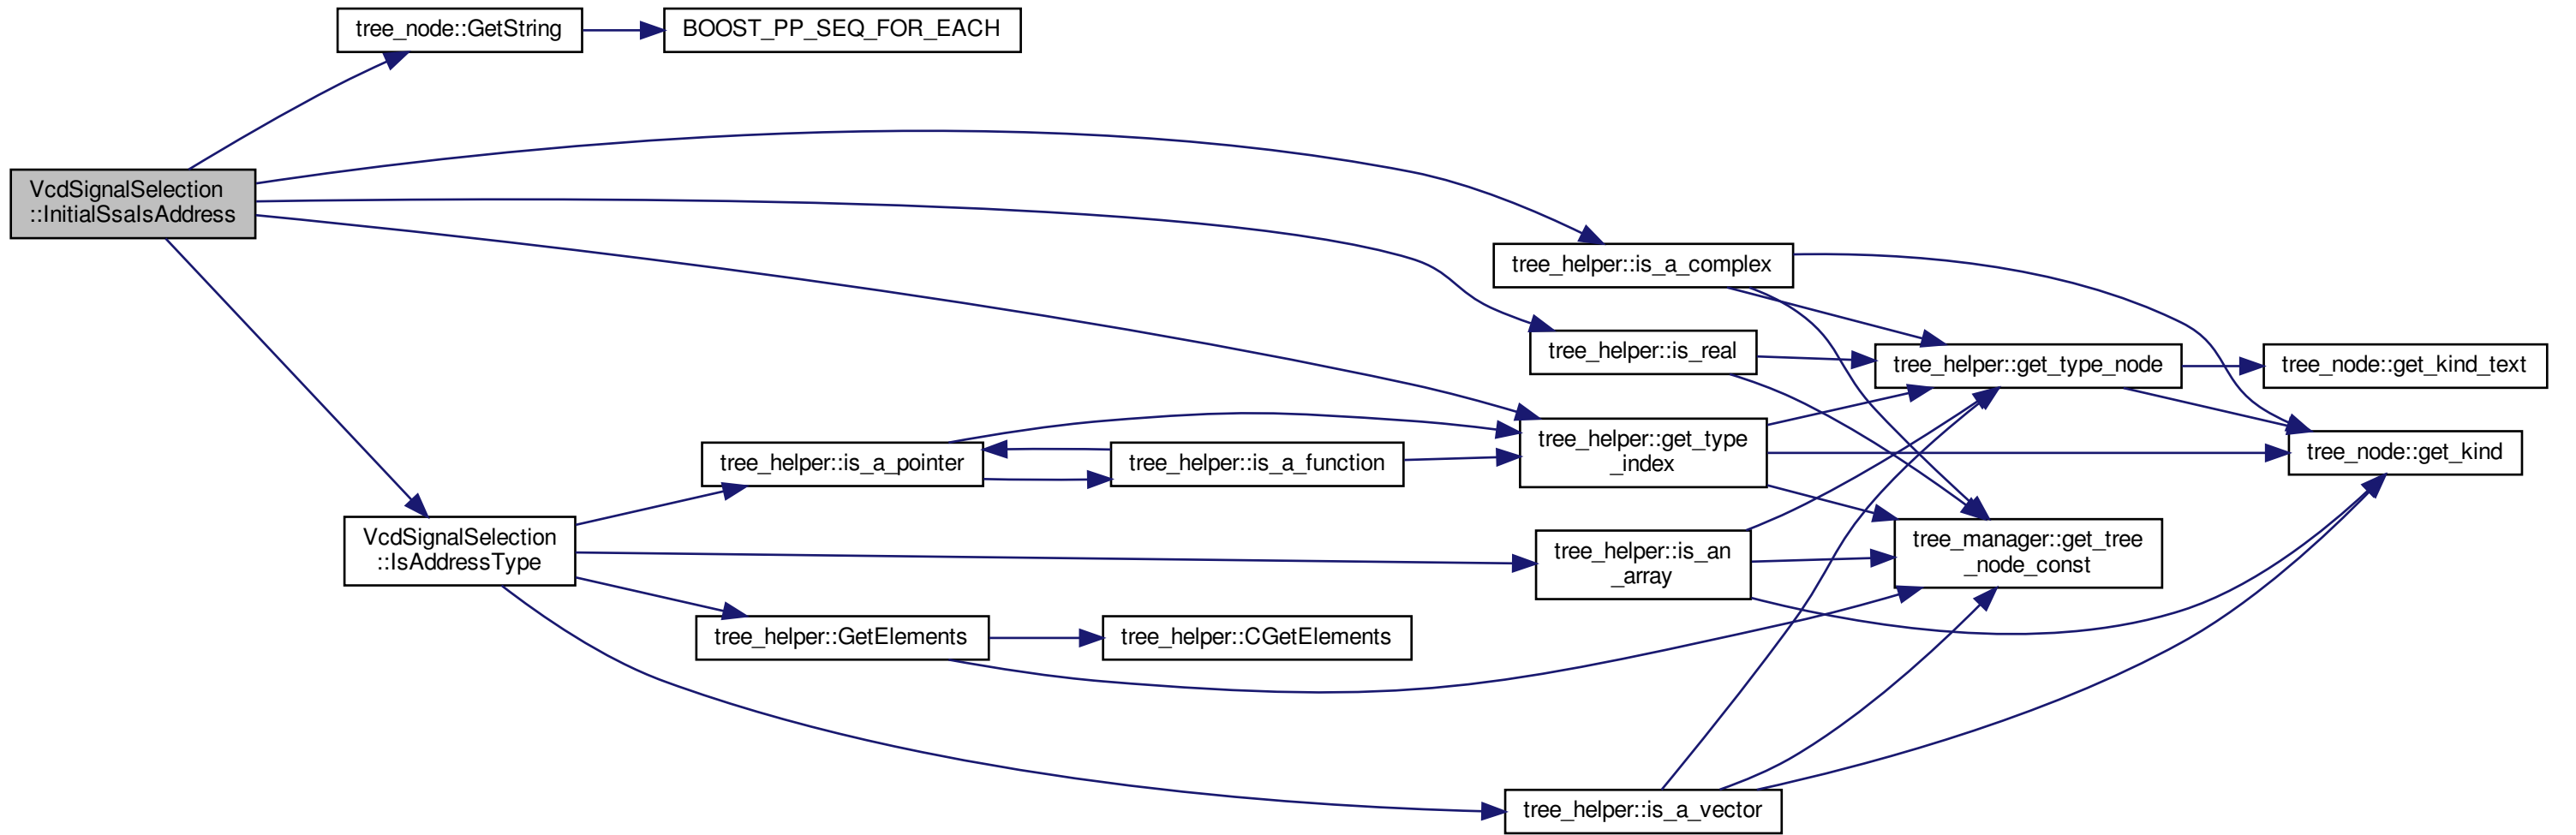 tree_node::GetString
BOOST_PP_SEQ_FOR_EACH
VcdSignalSelection
::InitialSsaIsAddress
tree_helper::is_a_complex
tree_helper::is_real
tree_helper::get_type_node
tree_node::get_kind_text
tree_helper::is_a_pointer
tree_helper::is_a_function
tree_helper::get_type
_index
tree_node::get_kind
VcdSignalSelection
::IsAddressType
tree_helper::is_an
_array
tree_manager::get_tree
_node_const
tree_helper::GetElements
tree_helper::CGetElements
tree_helper::is_a_vector